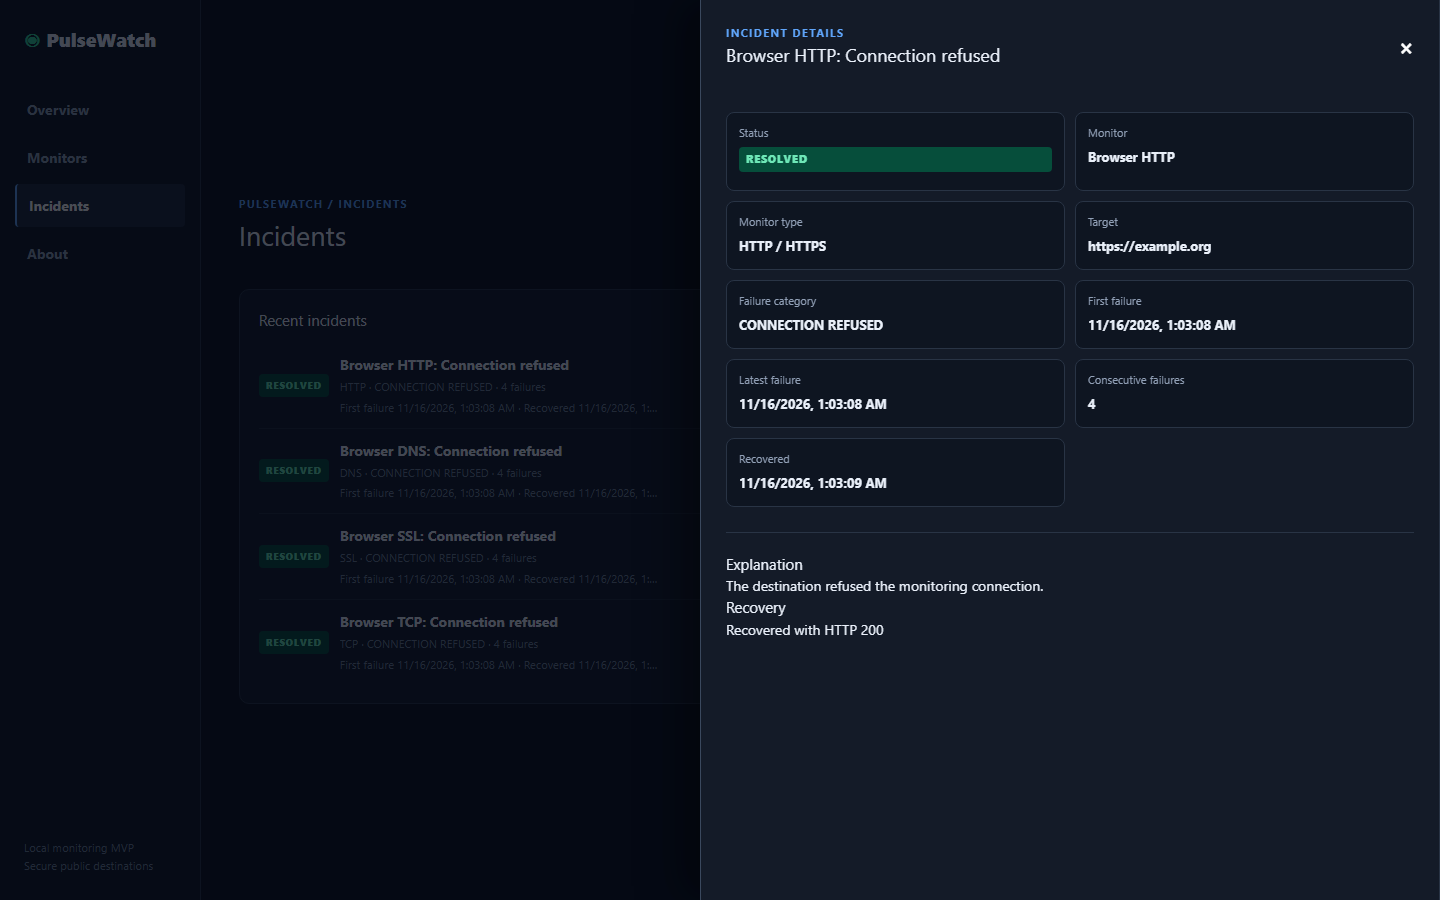 PulseWatch
Overview
Monitors
Incidents
About
Local monitoring MVP
Secure public destinations
PULSEWATCH / INCIDENTS
Incidents
Recent incidents
RESOLVED
Browser HTTP: Connection refused
HTTP · CONNECTION REFUSED · 4 failures
First failure 11/16/2026, 1:03:08 AM · Recovered 11/16/2026, 1:...
RESOLVED
Browser DNS: Connection refused
DNS · CONNECTION REFUSED · 4 failures
First failure 11/16/2026, 1:03:08 AM · Recovered 11/16/2026, 1:...
RESOLVED
Browser SSL: Connection refused
SSL · CONNECTION REFUSED · 4 failures
First failure 11/16/2026, 1:03:08 AM · Recovered 11/16/2026, 1:...
RESOLVED
Browser TCP: Connection refused
TCP · CONNECTION REFUSED · 4 failures
First failure 11/16/2026, 1:03:08 AM · Recovered 11/16/2026, 1:...
INCIDENT DETAILS
Browser HTTP: Connection refused
×
Status
RESOLVED
Monitor
Browser HTTP
Monitor type
HTTP / HTTPS
Target
https://example.org
Failure category
CONNECTION REFUSED
First failure
11/16/2026, 1:03:08 AM
Latest failure
11/16/2026, 1:03:08 AM
Consecutive failures
4
Recovered
11/16/2026, 1:03:09 AM
Explanation
The destination refused the monitoring connection.
Recovery
Recovered with HTTP 200